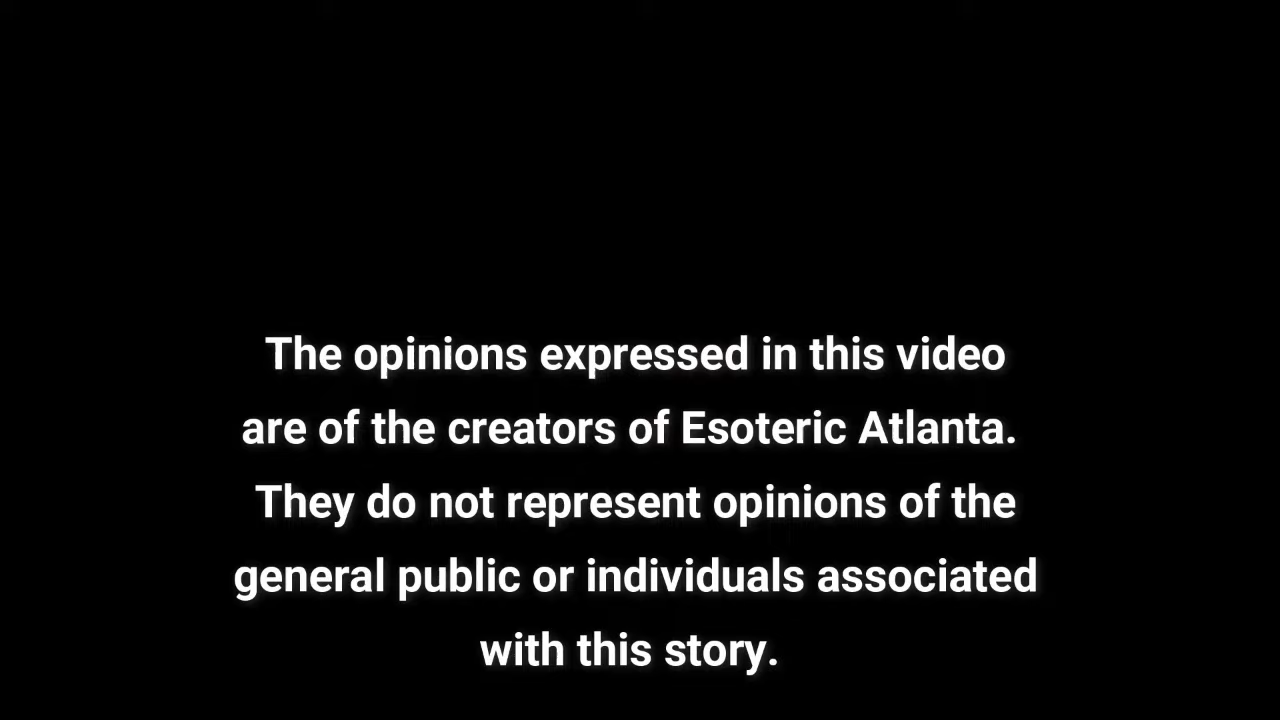 The opinions expressed in this video
are of the creators of Esoteric Atlanta.
They do not represent opinions of the
general public or individuals associated
with this story.